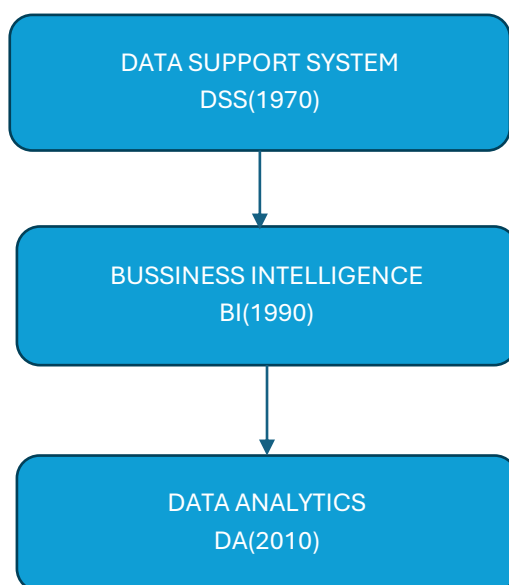 DATA SUPPORT SYSTEM
DSS(1970)
BUSSINESS INTELLIGENCE
BI(1990)
DATA ANALYTICS
DA(2010)